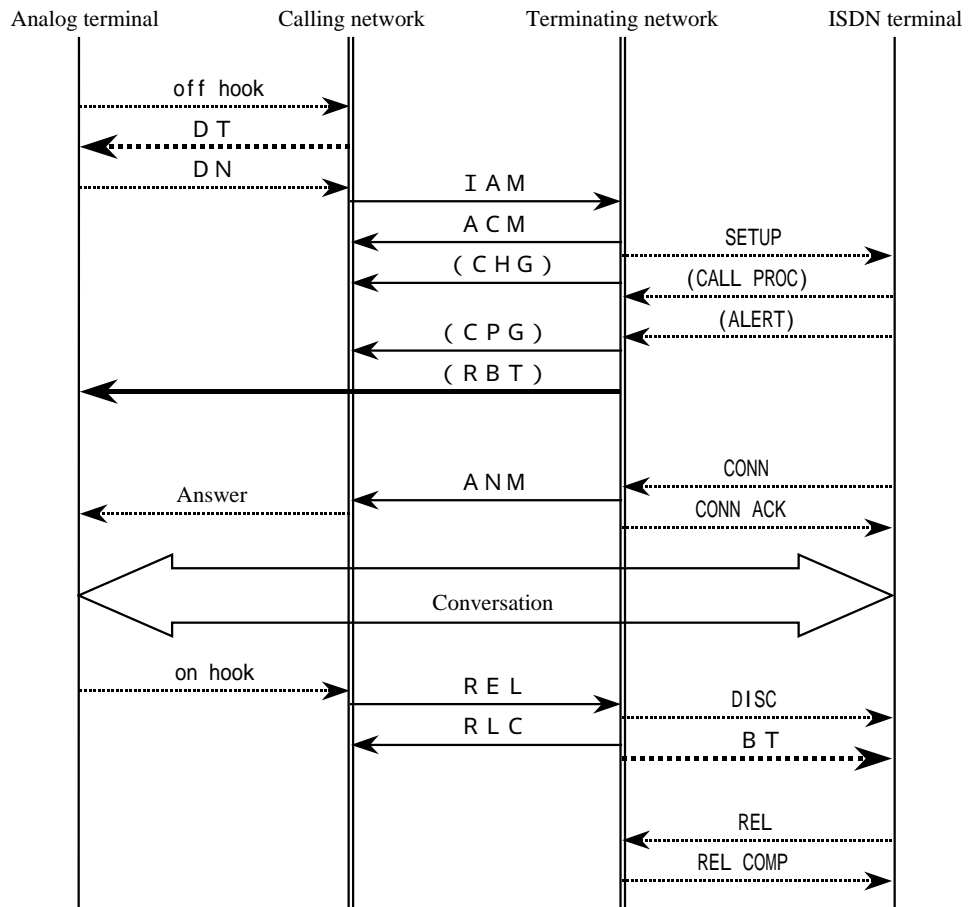 Analog terminal Calling network Terminating network ISDN terminal
off hook
DT
DN
IAM
ACM
SETUP
(CHG)
(CALL PROC)
(ALERT)
(CPG)
(RBT)
CONN
ANM
Answer
CONN ACK
Conversation
on hook
REL
DISC
RLC
BT
REL
REL COMP